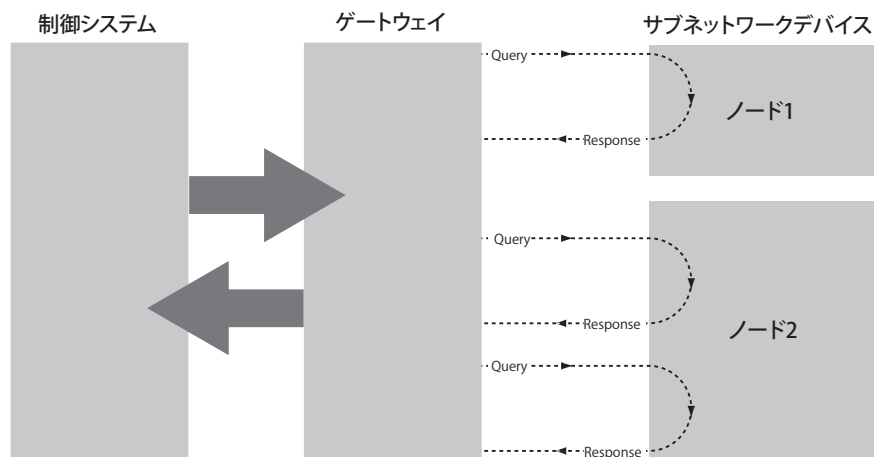 制御システム
ゲートウェイ
サブネットワークデバイス
Query
ノード1
Response
Query
Response
ノード2
Query
Response